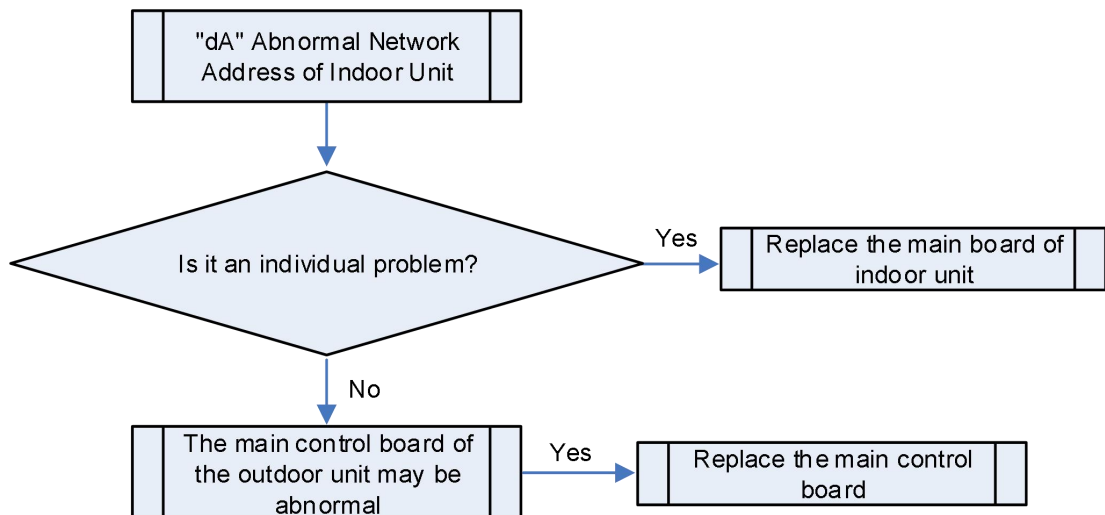 "dA" Abnormal Network
Address of Indoor Unit
Is it an individual problem?
Yes
Replace the main board of
indoor unit
No
The main control board of
the outdoor unit may be
abnormal
Yes
Replace the main control
board